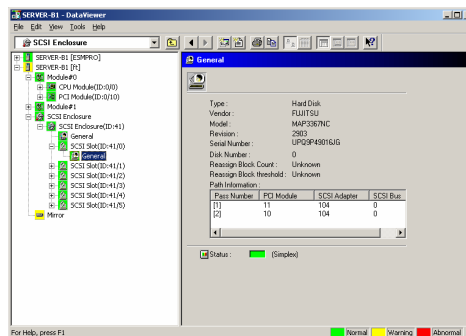 SERVER-B1 - DataViewer
File Edit View Tools Help
SCSI Enclosure
SERVER-B1 [ESMPRO]
SERVER-B1 [ft]
Module#0
CPU Module(ID:0/0)
PCI Module(ID:0/10)
Module#1
SCSI Enclosure
SCSI Enclosure(ID:41)
General
SCSI Slot(ID:41/0)
General
SCSI Slot(ID:41/1)
SCSI Slot(ID:41/2)
SCSI Slot(ID:41/3)
SCSI Slot(ID:41/4)
SCSI Slot(ID:41/5)
Mirror
General
Type : Hard Disk
Vendor : FUJITSU
Model : MAP3367NC
Revision : 2903
Serial Number : UPQ9P49016JG
Disk Number : 0
Reassign Block Count : Unknown
Reassign Block threshold : Unknown
Path Information :
Pass Number PCI Module SCSI Adapter SCSI Bus
[1] 11 104 0
[2] 10 104 0
Status : (Simplex)
For Help, press F1
Normal Warning Abnormal